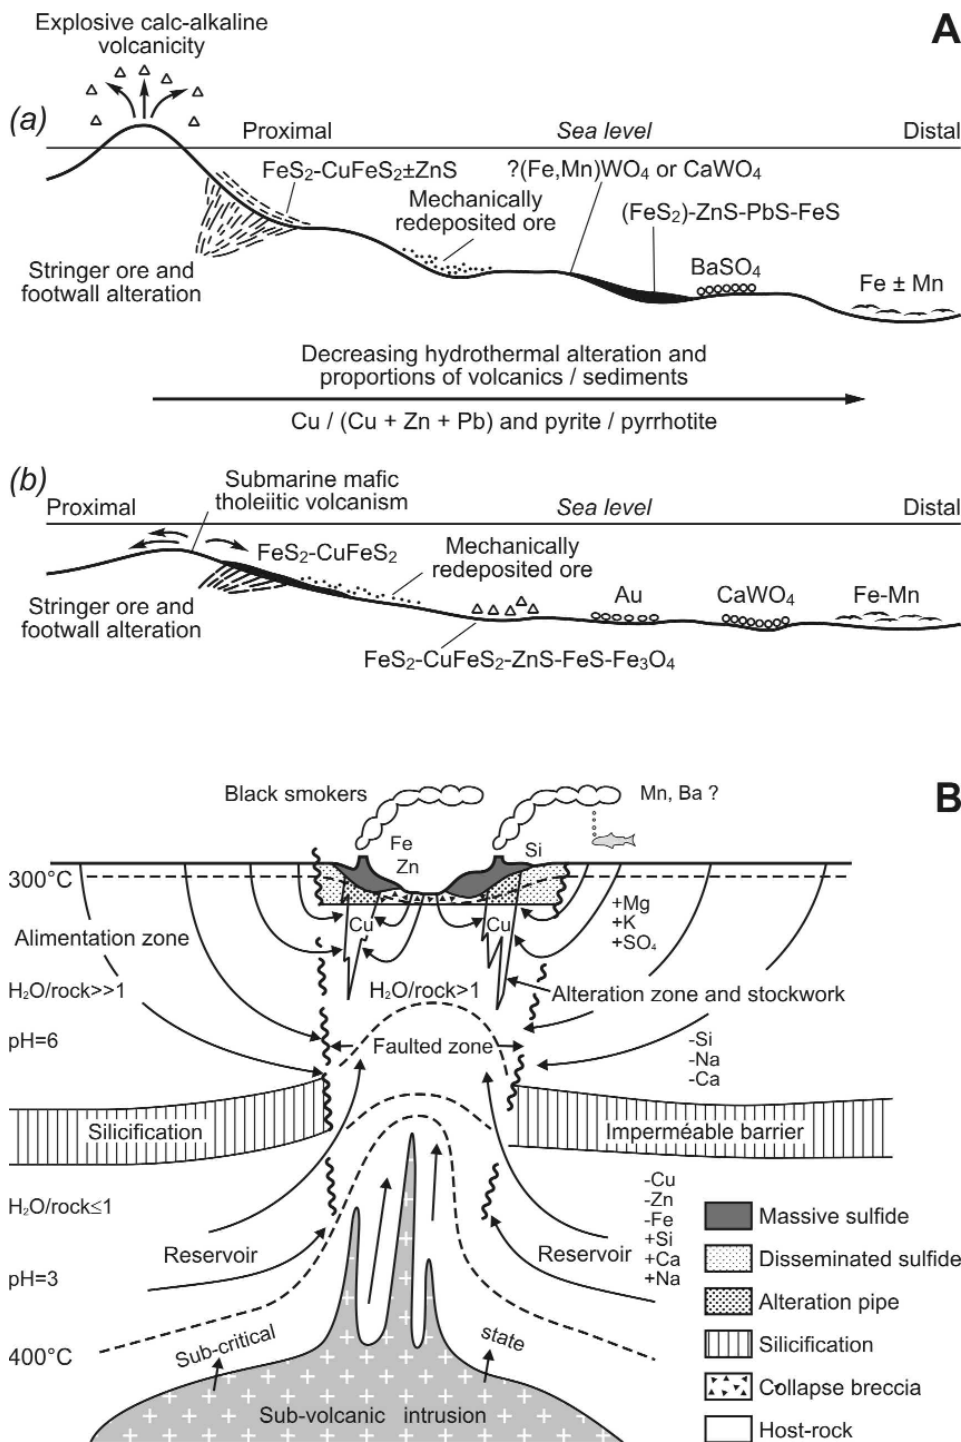 Explosive calc-alkaline
volcanicity
A
(a)
Proximal
Sea level
Distal
FeS₂-CuFeS₂±ZnS
?(Fe,Mn)WO₄ or CaWO₄
Mechanically
redeposited ore
(FeS₂)-ZnS-PbS-FeS
Stringer ore and
footwall alteration
BaSO₄
Fe ± Mn
Decreasing hydrothermal alteration and
proportions of volcanics / sediments
Cu / (Cu + Zn + Pb) and pyrite / pyrrhotite
(b)
Submarine mafic
tholeiitic volcanism
Proximal
Sea level
Distal
FeS₂-CuFeS₂
Mechanically
redeposited ore
Stringer ore and
footwall alteration
Au
CaWO₄
Fe-Mn
FeS₂-CuFeS₂-ZnS-FeS-Fe₃O₄
B
Black smokers
Mn, Ba ?
Fe
Zn
Si
300°C
Cu
Cu
+Mg
+K
+SO₄
Alimentation zone
H₂O/rock>>1
H₂O/rock>1
Alteration zone and stockwork
pH=6
Faulted zone
-Si
-Na
-Ca
Silicification
Imperméable barrier
H₂O/rock≤1
-Cu
-Zn
-Fe
+Si
+Ca
+Na
Reservoir
Reservoir
pH=3
400°C
Sub-critical
state
Sub-volcanic intrusion
Massive sulfide
Disseminated sulfide
Alteration pipe
Silicification
Collapse breccia
Host-rock